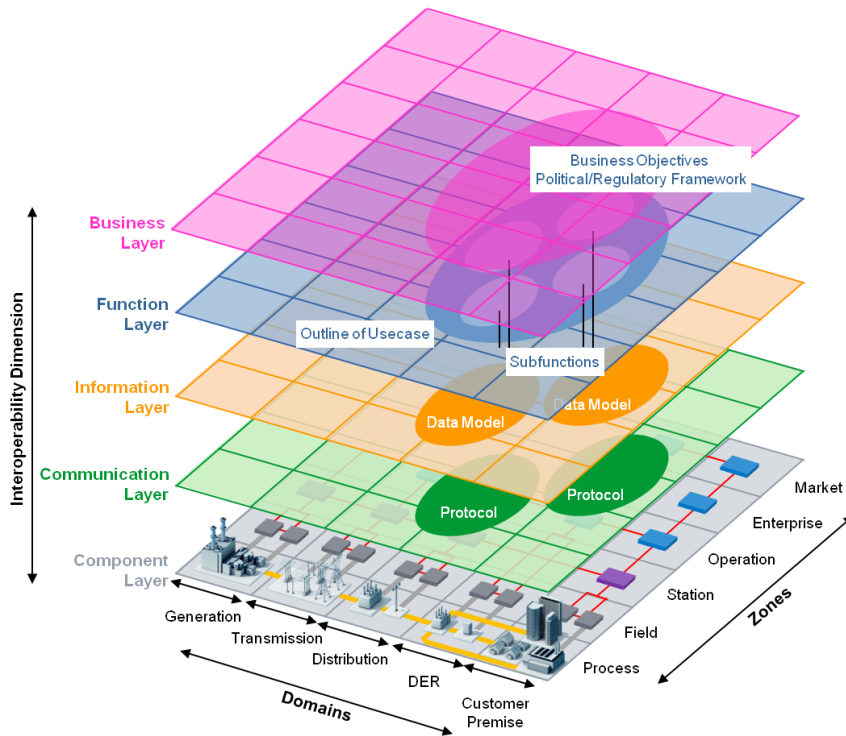 Business Objectives
Political/Regulatory Framework
Business
Layer
Function
Layer
Outline of Usecase
Subfunctions
Interoperability Dimension
Information
Layer
Data Model
Data Model
Communication
Layer
Protocol
Protocol
Component
Layer
Market
Enterprise
Operation
Station
Field
Process
Zones
Generation
Transmission
Distribution
DER
Customer
Premise
Domains